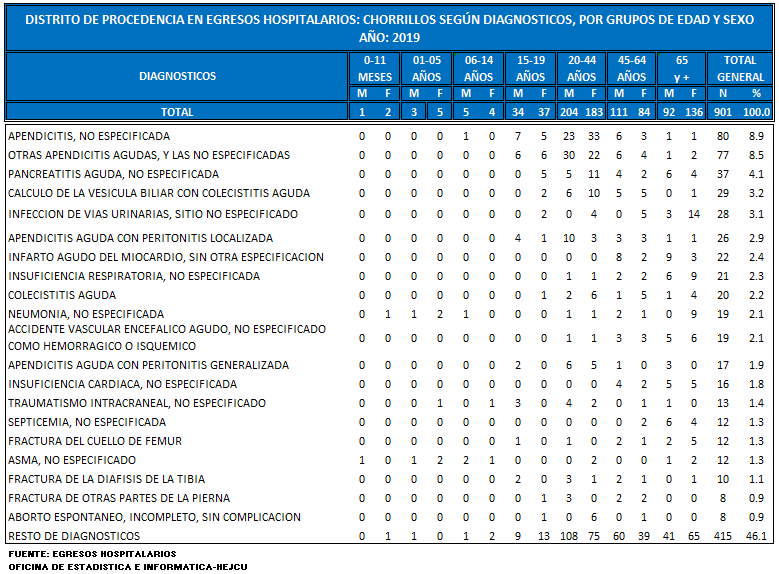 DISTRITO DE PROCEDENCIA EN EGRESOS HOSPITALARIOS: CHORRILLOS SEGÚN DIAGNOSTICOS, POR GRUPOS DE EDAD Y SEXO
AÑO: 2019
DIAGNOSTICOS 0-11 MESES 01-05 AÑOS 06-14 AÑOS 15-19 AÑOS 20-44 AÑOS 45-64 AÑOS 65 y + TOTAL GENERAL
M F M F M F M F M F M F M F N %
TOTAL 1 2 3 5 5 4 34 37 204 183 111 84 92 136 901 100.0
APENDICITIS, NO ESPECIFICADA 0 0 0 0 1 0 7 5 23 33 6 3 1 1 80 8.9
OTRAS APENDICITIS AGUDAS, Y LAS NO ESPECIFICADAS 0 0 0 0 0 0 6 6 30 22 6 4 1 2 77 8.5
PANCREATITIS AGUDA, NO ESPECIFICADA 0 0 0 0 0 0 0 5 5 11 4 2 6 4 37 4.1
CALCULO DE LA VESICULA BILIAR CON COLECISTITIS AGUDA 0 0 0 0 0 0 0 2 6 10 5 5 0 1 29 3.2
INFECCION DE VIAS URINARIAS, SITIO NO ESPECIFICADO 0 0 0 0 0 0 0 2 0 4 0 5 3 14 28 3.1
APENDICITIS AGUDA CON PERITONITIS LOCALIZADA 0 0 0 0 0 0 4 1 10 3 3 3 1 1 26 2.9
INFARTO AGUDO DEL MIOCARDIO, SIN OTRA ESPECIFICACION 0 0 0 0 0 0 0 0 0 0 8 2 9 3 22 2.4
INSUFICIENCIA RESPIRATORIA, NO ESPECIFICADA 0 0 0 0 0 0 0 0 1 1 2 2 6 9 21 2.3
COLECISTITIS AGUDA 0 0 0 0 0 0 0 1 2 6 1 5 1 4 20 2.2
NEUMONIA, NO ESPECIFICADA 0 1 1 2 1 0 0 0 1 1 2 1 0 9 19 2.1
ACCIDENTE VASCULAR ENCEFALICO AGUDO, NO ESPECIFICADO
COMO HEMORRAGICO O ISQUEMICO 0 0 0 0 0 0 0 0 1 1 3 3 5 6 19 2.1
APENDICITIS AGUDA CON PERITONITIS GENERALIZADA 0 0 0 0 0 0 2 0 6 5 1 0 3 0 17 1.9
INSUFICIENCIA CARDIACA, NO ESPECIFICADA 0 0 0 0 0 0 0 0 0 0 4 2 5 5 16 1.8
TRAUMATISMO INTRACRANEAL, NO ESPECIFICADO 0 0 0 1 0 1 3 0 4 2 0 1 1 0 13 1.4
SEPTICEMIA, NO ESPECIFICADA 0 0 0 0 0 0 0 0 0 0 0 2 6 4 12 1.3
FRACTURA DEL CUELLO DE FEMUR 0 0 0 0 0 0 1 0 1 0 2 1 2 5 12 1.3
ASMA, NO ESPECIFICADO 1 0 1 2 2 1 0 0 0 2 0 0 1 2 12 1.3
FRACTURA DE LA DIAFISIS DE LA TIBIA 0 0 0 0 0 0 2 0 3 1 2 1 0 1 10 1.1
FRACTURA DE OTRAS PARTES DE LA PIERNA 0 0 0 0 0 0 0 1 3 0 2 2 0 0 8 0.9
ABORTO ESPONTANEO, INCOMPLETO, SIN COMPLICACION 0 0 0 0 0 0 0 1 0 6 0 1 0 0 8 0.9
RESTO DE DIAGNOSTICOS 0 1 1 0 1 2 9 13 108 75 60 39 41 65 415 46.1
FUENTE: EGRESOS HOSPITALARIOS
OFICINA DE ESTADISTICA E INFORMATICA-HEJCU